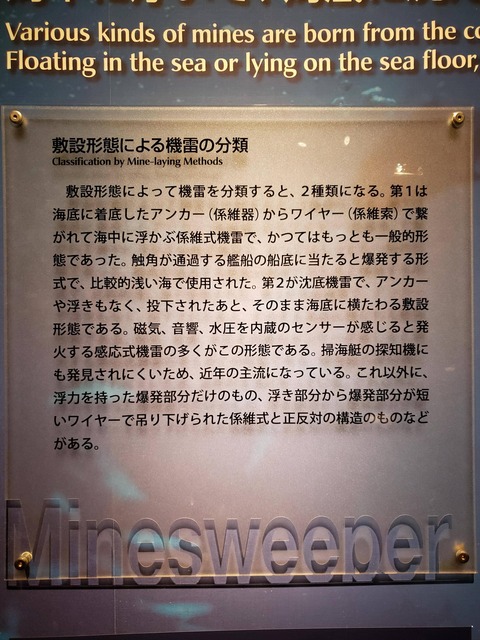 Various kinds of mines are born from the
Floating in the sea or lying on the sea floor,
敷設形態による機雷の分類
Classification by Mine-laying Methods
敷設形態によって機雷を分類すると、2種類になる。第1は
海底に着底したアンカー（係維器）からワイヤー（係維索）で繋
がれて海中に浮かぶ係維式機雷で、かつてはもっとも一般的形
態であった。触角が通過する艦船の船底に当たると爆発する形
式で、比較的浅い海で使用された。第2が沈底機雷で、アンカー
や浮きもなく、投下されたあと、そのまま海底に横たわる敷設
形態である。磁気、音響、水圧を内蔵のセンサーが感じると発
火する感応式機雷の多くがこの形態である。掃海艇の探知機に
も発見されにくいため、近年の主流になっている。これ以外に、
浮力を持った爆発部分だけのもの、浮き部分から爆発部分が短
いワイヤーで吊り下げられた係維式と正反対の構造のものなど
がある。
Minesweeper